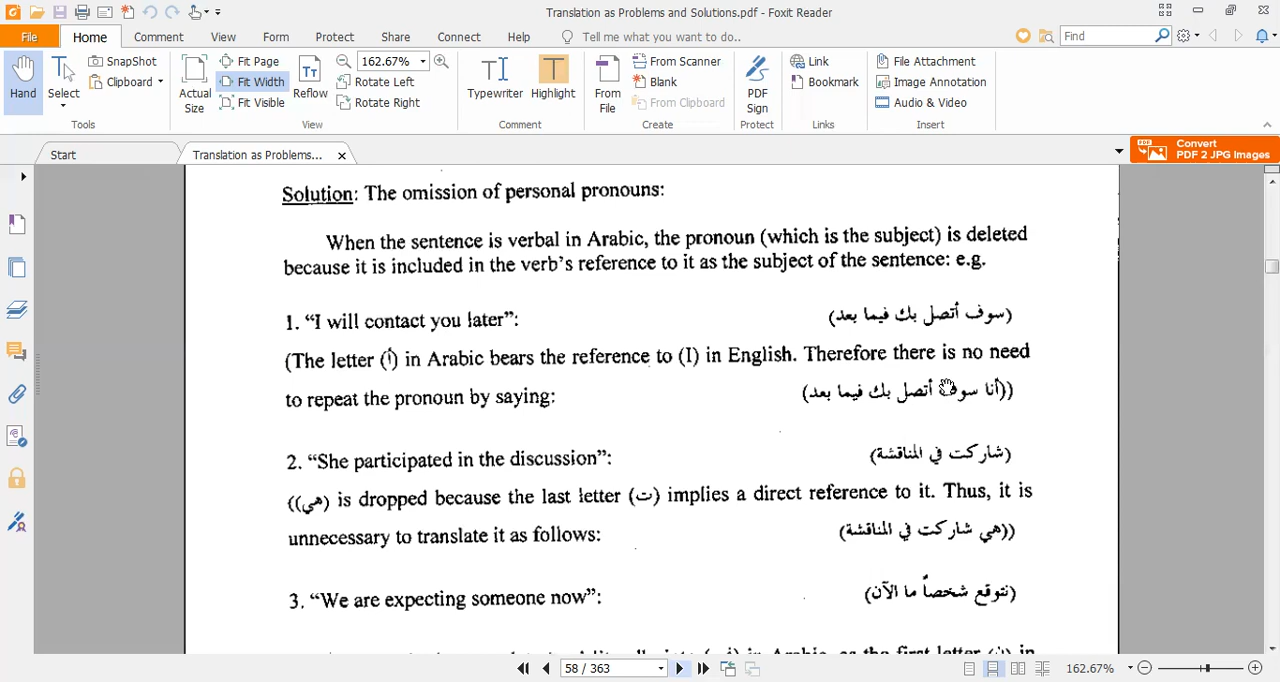 Translation as Problems and Solutions.pdf - Foxit Reader
File Home Comment View Form Protect Share Connect Help Tell me what you want to do.. Find
Hand Select SnapShot Clipboard Actual Size Fit Page Fit Width Fit Visible Reflow 162.67% Rotate Left Rotate Right Typewriter Highlight From File From Scanner Blank From Clipboard PDF Sign Link Bookmark File Attachment Image Annotation Audio & Video
Tools View Comment Create Protect Links Insert
Start Translation as Problems... Convert
PDF 2 JPG Images
Solution: The omission of personal pronouns:
When the sentence is verbal in Arabic, the pronoun (which is the subject) is deleted
because it is included in the verb's reference to it as the subject of the sentence: e.g.
1. “I will contact you later”: (سوف أتصل بك فيما بعد)
(The letter (أ) in Arabic bears the reference to (I) in English. Therefore there is no need
to repeat the pronoun by saying: (أنا سوف أتصل بك فيما بعد))
2. “She participated in the discussion”: (شاركت في المناقشة)
((هي) is dropped because the last letter (ت) implies a direct reference to it. Thus, it is
unnecessary to translate it as follows: (هي شاركت في المناقشة))
3. “We are expecting someone now”: (نتوقع شخصاً ما الآن)
in Arabic, as the first letter (ن) in
58 / 363 162.67%